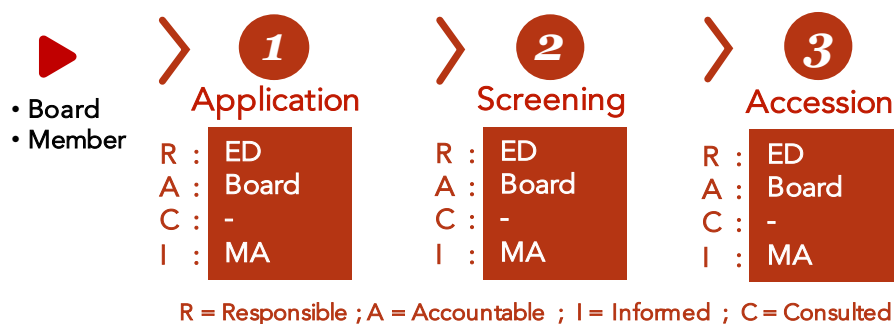 • Board
• Member
1
Application
R : ED
A : Board
C : -
I : MA
2
Screening
R : ED
A : Board
C : -
I : MA
3
Accession
R : ED
A : Board
C : -
I : MA
R = Responsible ; A = Accountable ; I = Informed ; C = Consulted